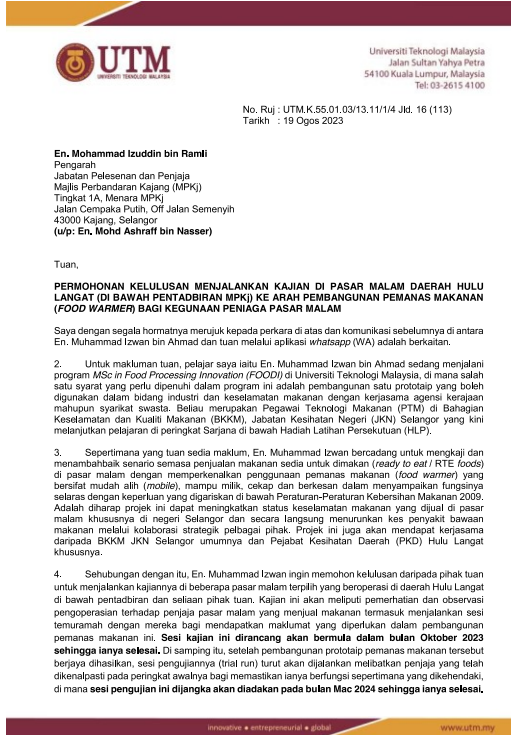 UTM
UNIVERSITI TEKNOLOGI MALAYSIA
Universiti Teknologi Malaysia
Jalan Sultan Yahya Petra
54100 Kuala Lumpur, Malaysia
Tel: 03-2615 4100
No. Ruj : UTM.K.55.01.03/13.11/1/4 Jld. 16 (113)
Tarikh : 19 Ogos 2023
En. Mohammad Izuddin bin Ramli
Pengarah
Jabatan Pelesenan dan Penjaja
Majlis Perbandaran Kajang (MPKj)
Tingkat 1A, Menara MPKj
Jalan Cempaka Putih, Off Jalan Semenyih
43000 Kajang, Selangor
(u/p: En. Mohd Ashraff bin Nasser)
Tuan,
PERMOHONAN KELULUSAN MENJALANKAN KAJIAN DI PASAR MALAM DAERAH HULU
LANGAT (DI BAWAH PENTADBIRAN MPKj) KE ARAH PEMBANGUNAN PEMANAS MAKANAN
(FOOD WARMER) BAGI KEGUNAAN PENIAGA PASAR MALAM
Saya dengan segala hormatnya merujuk kepada perkara di atas dan komunikasi sebelumnya di antara
En. Muhammad Izwan bin Ahmad dan tuan melalui aplikasi whatsapp (WA) adalah berkaitan.
2. Untuk makluman tuan, pelajar saya iaitu En. Muhammad Izwan bin Ahmad sedang menjalani
program MSc in Food Processing Innovation (FOODI) di Universiti Teknologi Malaysia, di mana salah
satu syarat yang perlu dipenuhi dalam program ini adalah pembangunan satu prototaip yang boleh
digunakan dalam bidang industri dan keselamatan makanan dengan kerjasama agensi kerajaan
mahupun syarikat swasta. Beliau merupakan Pegawai Teknologi Makanan (PTM) di Bahagian
Keselamatan dan Kualiti Makanan (BKKM), Jabatan Kesihatan Negeri (JKN) Selangor yang kini
melanjutkan pelajaran di peringkat Sarjana di bawah Hadiah Latihan Persekutuan (HLP).
3. Sepertimana yang tuan sedia maklum, En. Muhammad Izwan bercadang untuk mengkaji dan
menambahbaik senario semasa penjualan makanan sedia untuk dimakan (ready to eat / RTE foods)
di pasar malam dengan memperkenalkan penggunaan pemanas makanan (food warmer) yang
bersifat mudah alih (mobile), mampu milik, cekap dan berkesan dalam menyampaikan fungsinya
selaras dengan keperluan yang digariskan di bawah Peraturan-Peraturan Kebersihan Makanan 2009.
Adalah diharap projek ini dapat meningkatkan status keselamatan makanan yang dijual di pasar
malam khususnya di negeri Selangor dan secara langsung menurunkan kes penyakit bawaan
makanan melalui kolaborasi strategik pelbagai pihak. Projek ini juga akan mendapat kerjasama
daripada BKKM JKN Selangor umumnya dan Pejabat Kesihatan Daerah (PKD) Hulu Langat
khususnya.
4. Sehubungan dengan itu, En. Muhammad Izwan ingin memohon kelulusan daripada pihak tuan
untuk menjalankan kajiannya di beberapa pasar malam terpilih yang beroperasi di daerah Hulu Langat
di bawah pentadbiran dan seliaan pihak tuan. Kajian ini akan meliputi pemerhatian dan observasi
pengoperasian terhadap penjaja pasar malam yang menjual makanan termasuk menjalankan sesi
temuramah dengan mereka bagi mendapatkan maklumat yang diperlukan dalam pembangunan
pemanas makanan ini. Sesi kajian ini dirancang akan bermula dalam bulan Oktober 2023
sehingga ianya selesai. Di samping itu, setelah pembangunan prototaip pemanas makanan tersebut
berjaya dihasilkan, sesi pengujiannya (trial run) turut akan dijalankan melibatkan penjaja yang telah
dikenalpasti pada peringkat awalnya bagi memastikan ianya berfungsi sepertimana yang dikehendaki,
di mana sesi pengujian ini dijangka akan diadakan pada bulan Mac 2024 sehingga ianya selesai.
innovative ● entrepreneurial ● global
www.utm.my